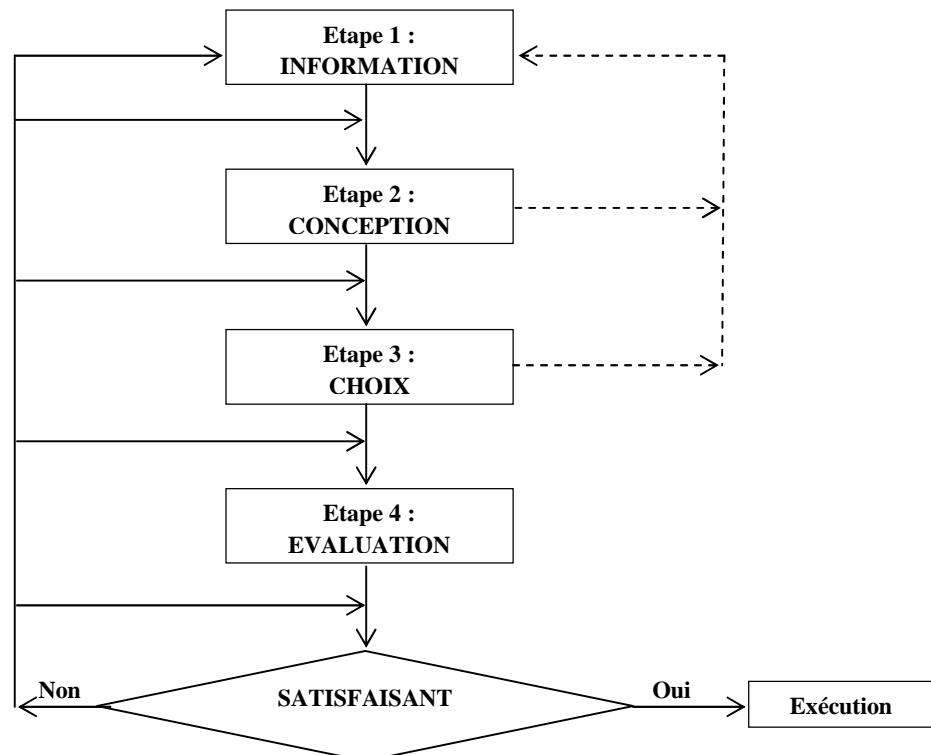 Etape 1 :
INFORMATION
Etape 2 :
CONCEPTION
Etape 3 :
CHOIX
Etape 4 :
EVALUATION
Non
SATISFAISANT
Oui
Exécution